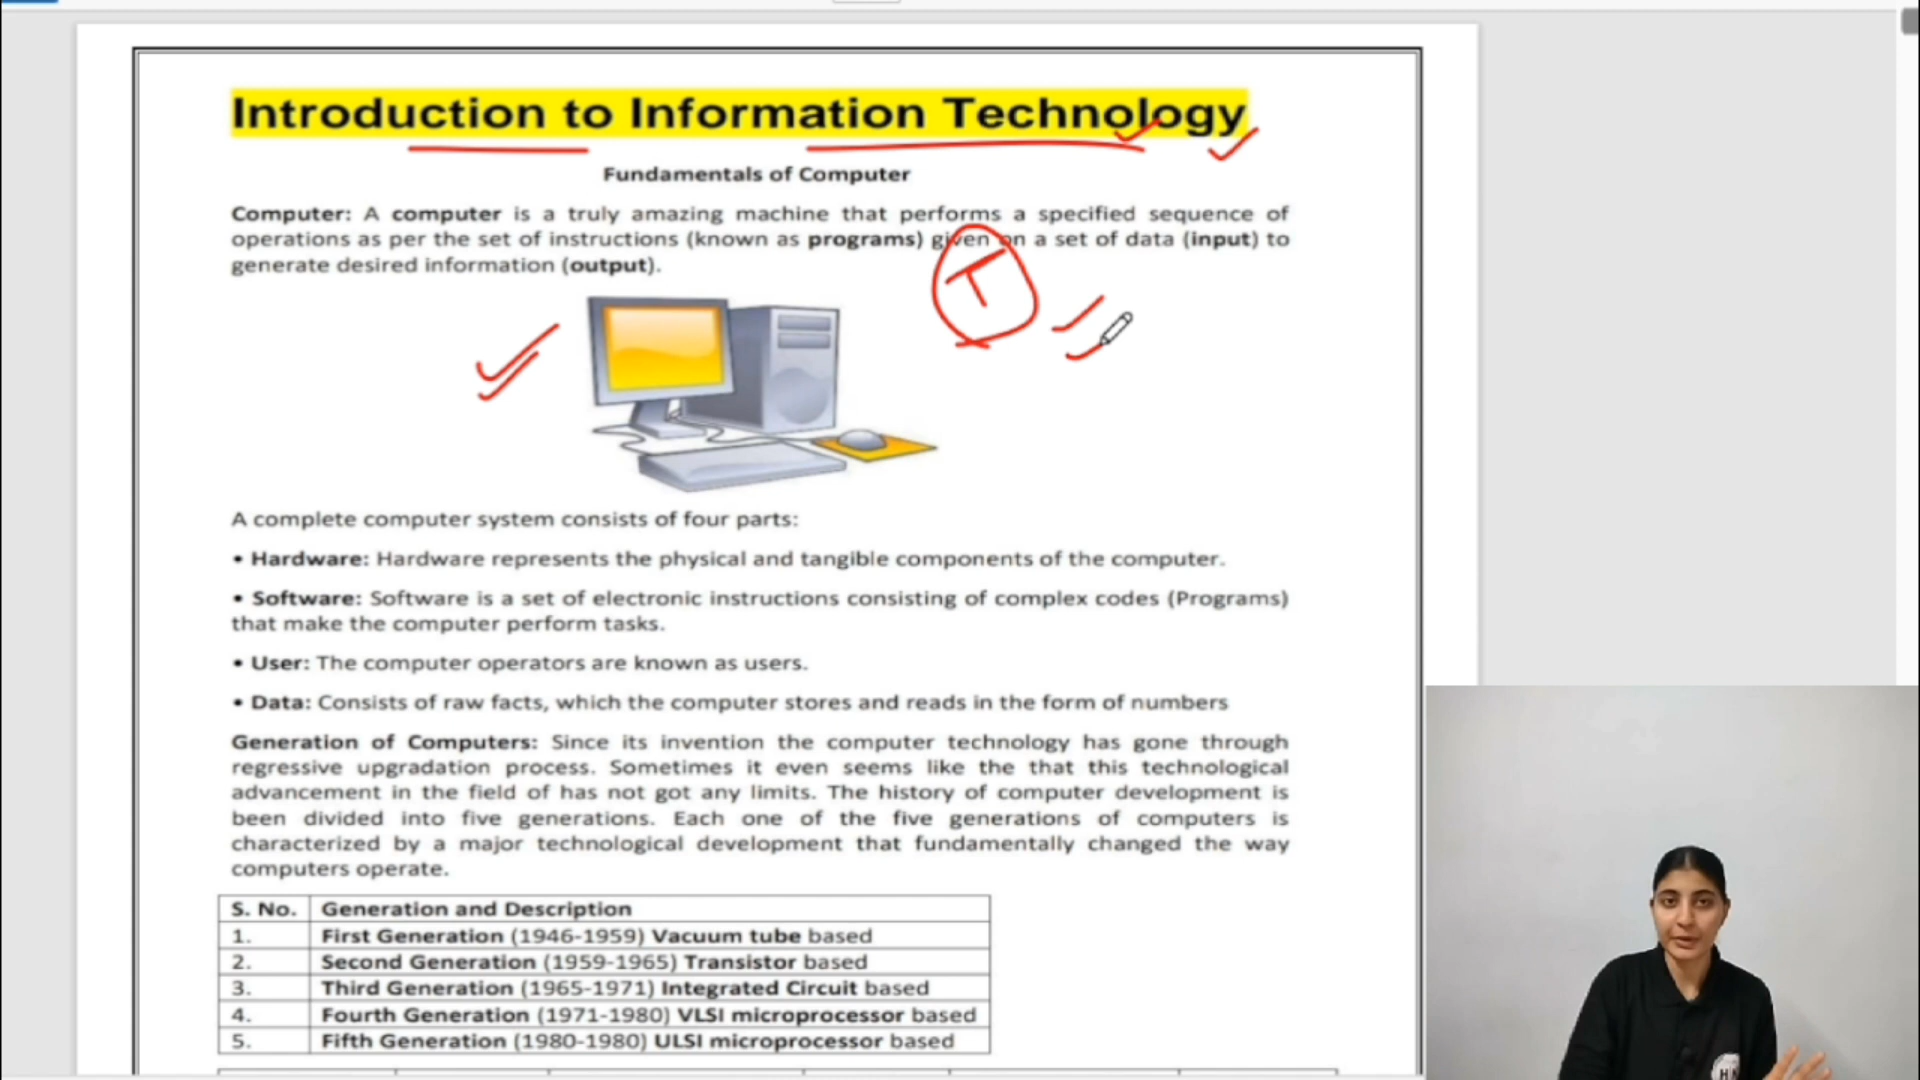 Introduction to Information Technology
Fundamentals of Computer
Computer: A computer is a truly amazing machine that performs a specified sequence of
operations as per the set of instructions (known as programs) given on a set of data (input) to
generate desired information (output).
T
A complete computer system consists of four parts:
• Hardware: Hardware represents the physical and tangible components of the computer.
• Software: Software is a set of electronic instructions consisting of complex codes (Programs)
that make the computer perform tasks.
• User: The computer operators are known as users.
• Data: Consists of raw facts, which the computer stores and reads in the form of numbers
Generation of Computers: Since its invention the computer technology has gone through
regressive upgradation process. Sometimes it even seems like the that this technological
advancement in the field of has not got any limits. The history of computer development is
been divided into five generations. Each one of the five generations of computers is
characterized by a major technological development that fundamentally changed the way
computers operate.
S. No. Generation and Description
1. First Generation (1946-1959) Vacuum tube based
2. Second Generation (1959-1965) Transistor based
3. Third Generation (1965-1971) Integrated Circuit based
4. Fourth Generation (1971-1980) VLSI microprocessor based
5. Fifth Generation (1980-1980) ULSI microprocessor based